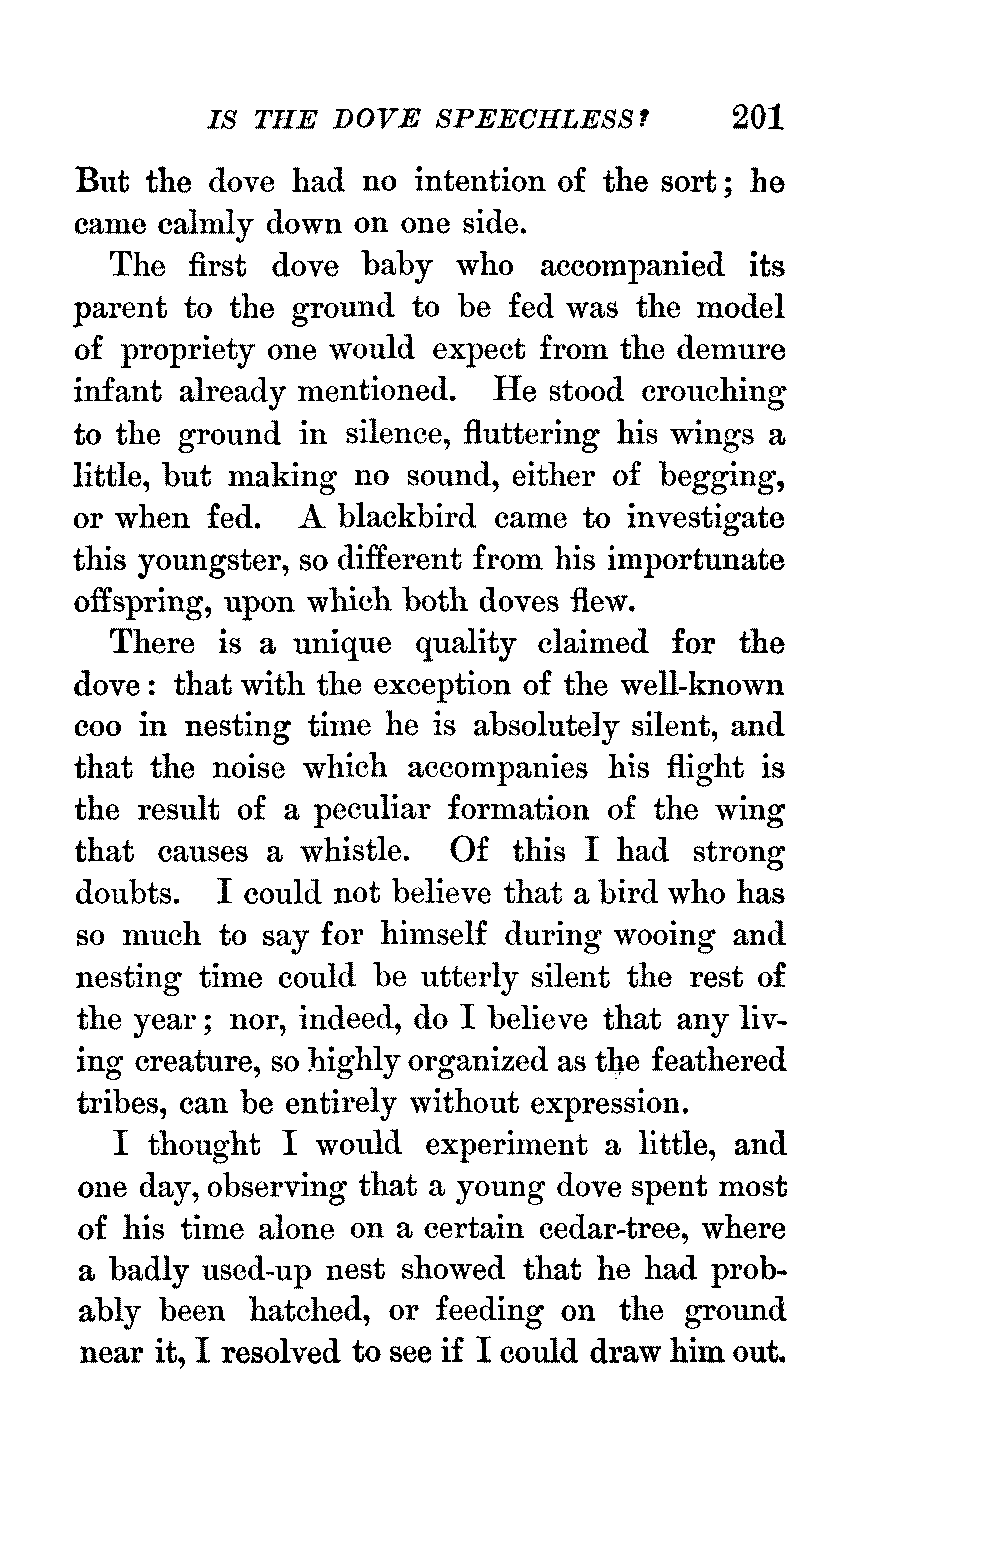 IS THE DOVE SPEECHLESS? 201
But the dove had no intention of the sort; he
came calmly down on one side.
The first dove baby who accompanied its
parent to the ground to be fed was the model
of propriety one would expect from the demure
infant already mentioned. He stood crouching
to the ground in silence, fluttering his wings a
little, but making no sound, either of begging,
or when fed. A blackbird came to investigate
this youngster, so different from his importunate
offspring, upon which both doves flew.
There is a unique quality claimed for the
dove: that with the exception of the well-known
coo in nesting time he is absolutely silent, and
that the noise which accompanies his flight is
the result of a peculiar formation of the wing
that causes a whistle. Of this I had strong
doubts. I could not believe that a bird who has
so much to say for himself during wooing and
nesting time could be utterly silent the rest of
the year; nor, indeed, do I believe that any liv-
ing creature, so highly organized as the feathered
tribes, can be entirely without expression.
I thought I would experiment a little, and
one day, observing that a young dove spent most
of his time alone on a certain cedar-tree, where
a badly used-up nest showed that he had prob-
ably been hatched, or feeding on the ground
near it, I resolved to see if I could draw him out.